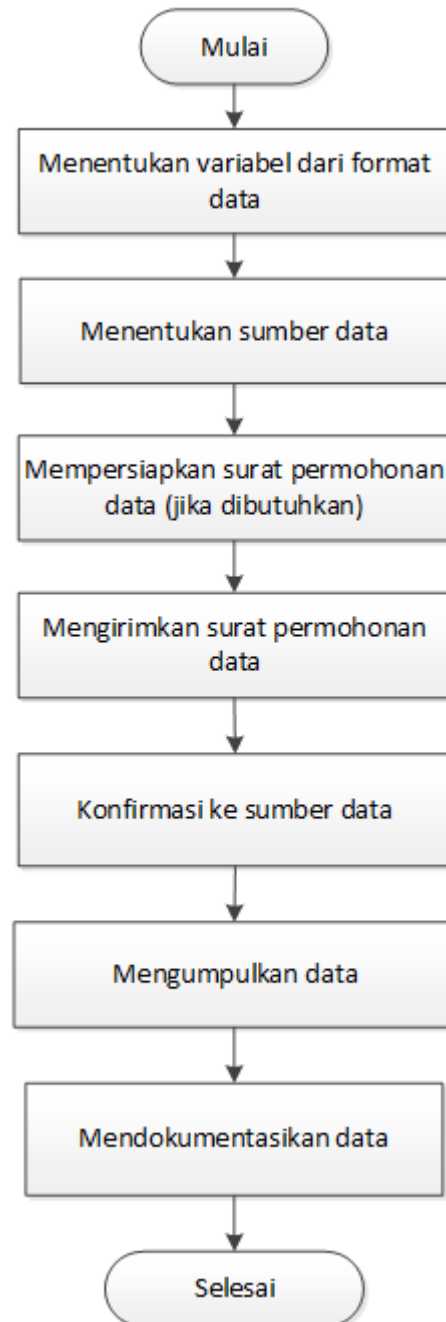 Mulai
Menentukan variabel dari format
data
Menentukan sumber data
Mempersiapkan surat permohonan
data (jika dibutuhkan)
Mengirimkan surat permohonan
data
Konfirmasi ke sumber data
Mengumpulkan data
Mendokumentasikan data
Selesai